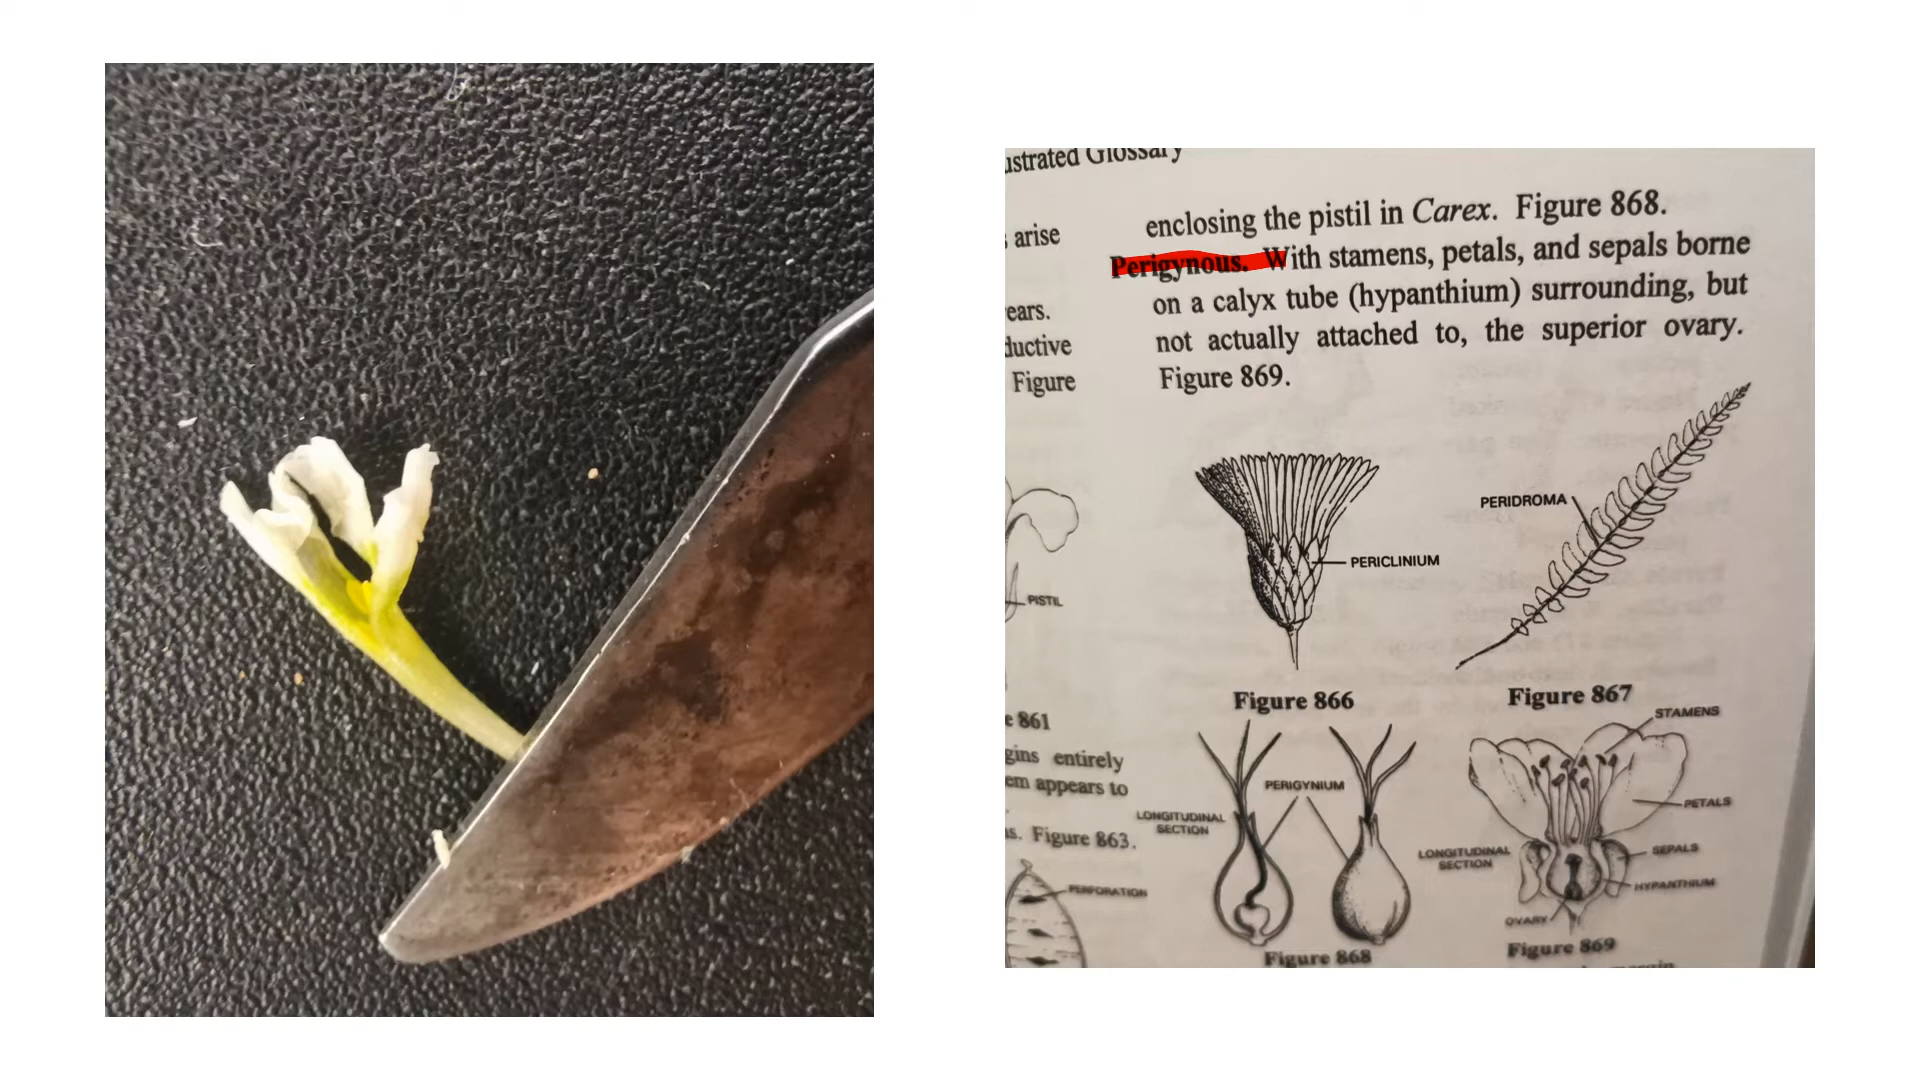 ustrated Glossary
arise
ears.
ductive
Figure
PISTIL
e 861
gins entirely
em appears to
s. Figure 863.
PERFORATION
enclosing the pistil in Carex. Figure 868.
Perigynous. With stamens, petals, and sepals borne
on a calyx tube (hypanthium) surrounding, but
not actually attached to, the superior ovary.
Figure 869.
PERICLINIUM
PERIDROMA
Figure 866
Figure 867
PERIGYNIUM
LONGITUDINAL
SECTION
Figure 868
STAMENS
PETALS
LONGITUDINAL
SECTION
SEPALS
HYPANTHIUM
OVARY
Figure 869